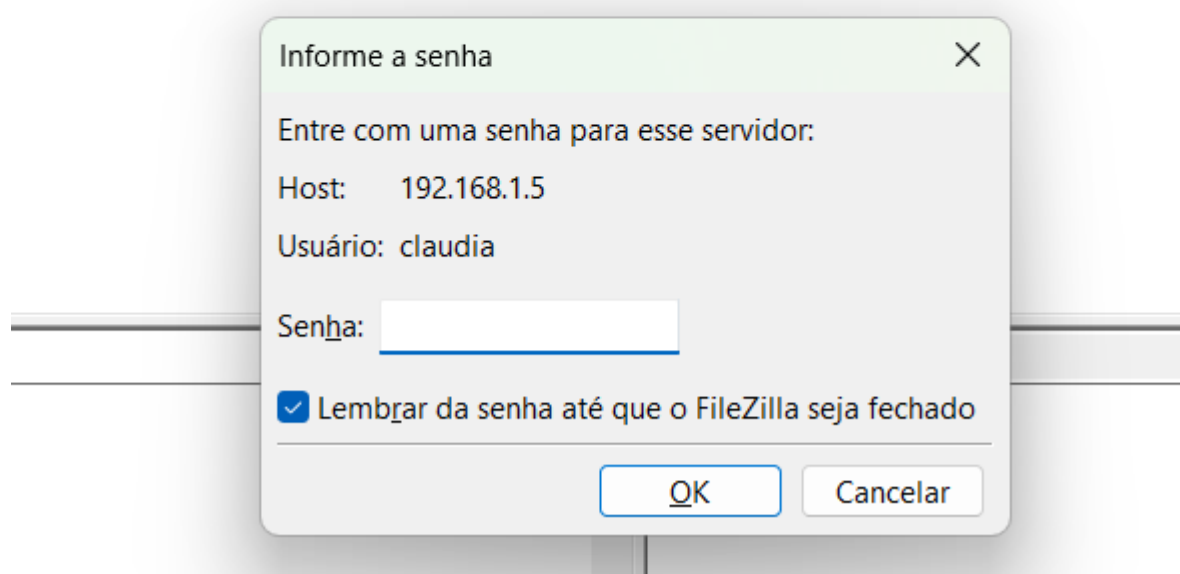 Informe a senha
Entre com uma senha para esse servidor:
Host: 192.168.1.5
Usuário: claudia
Senha:
Lembrar da senha até que o FileZilla seja fechado
OK Cancelar